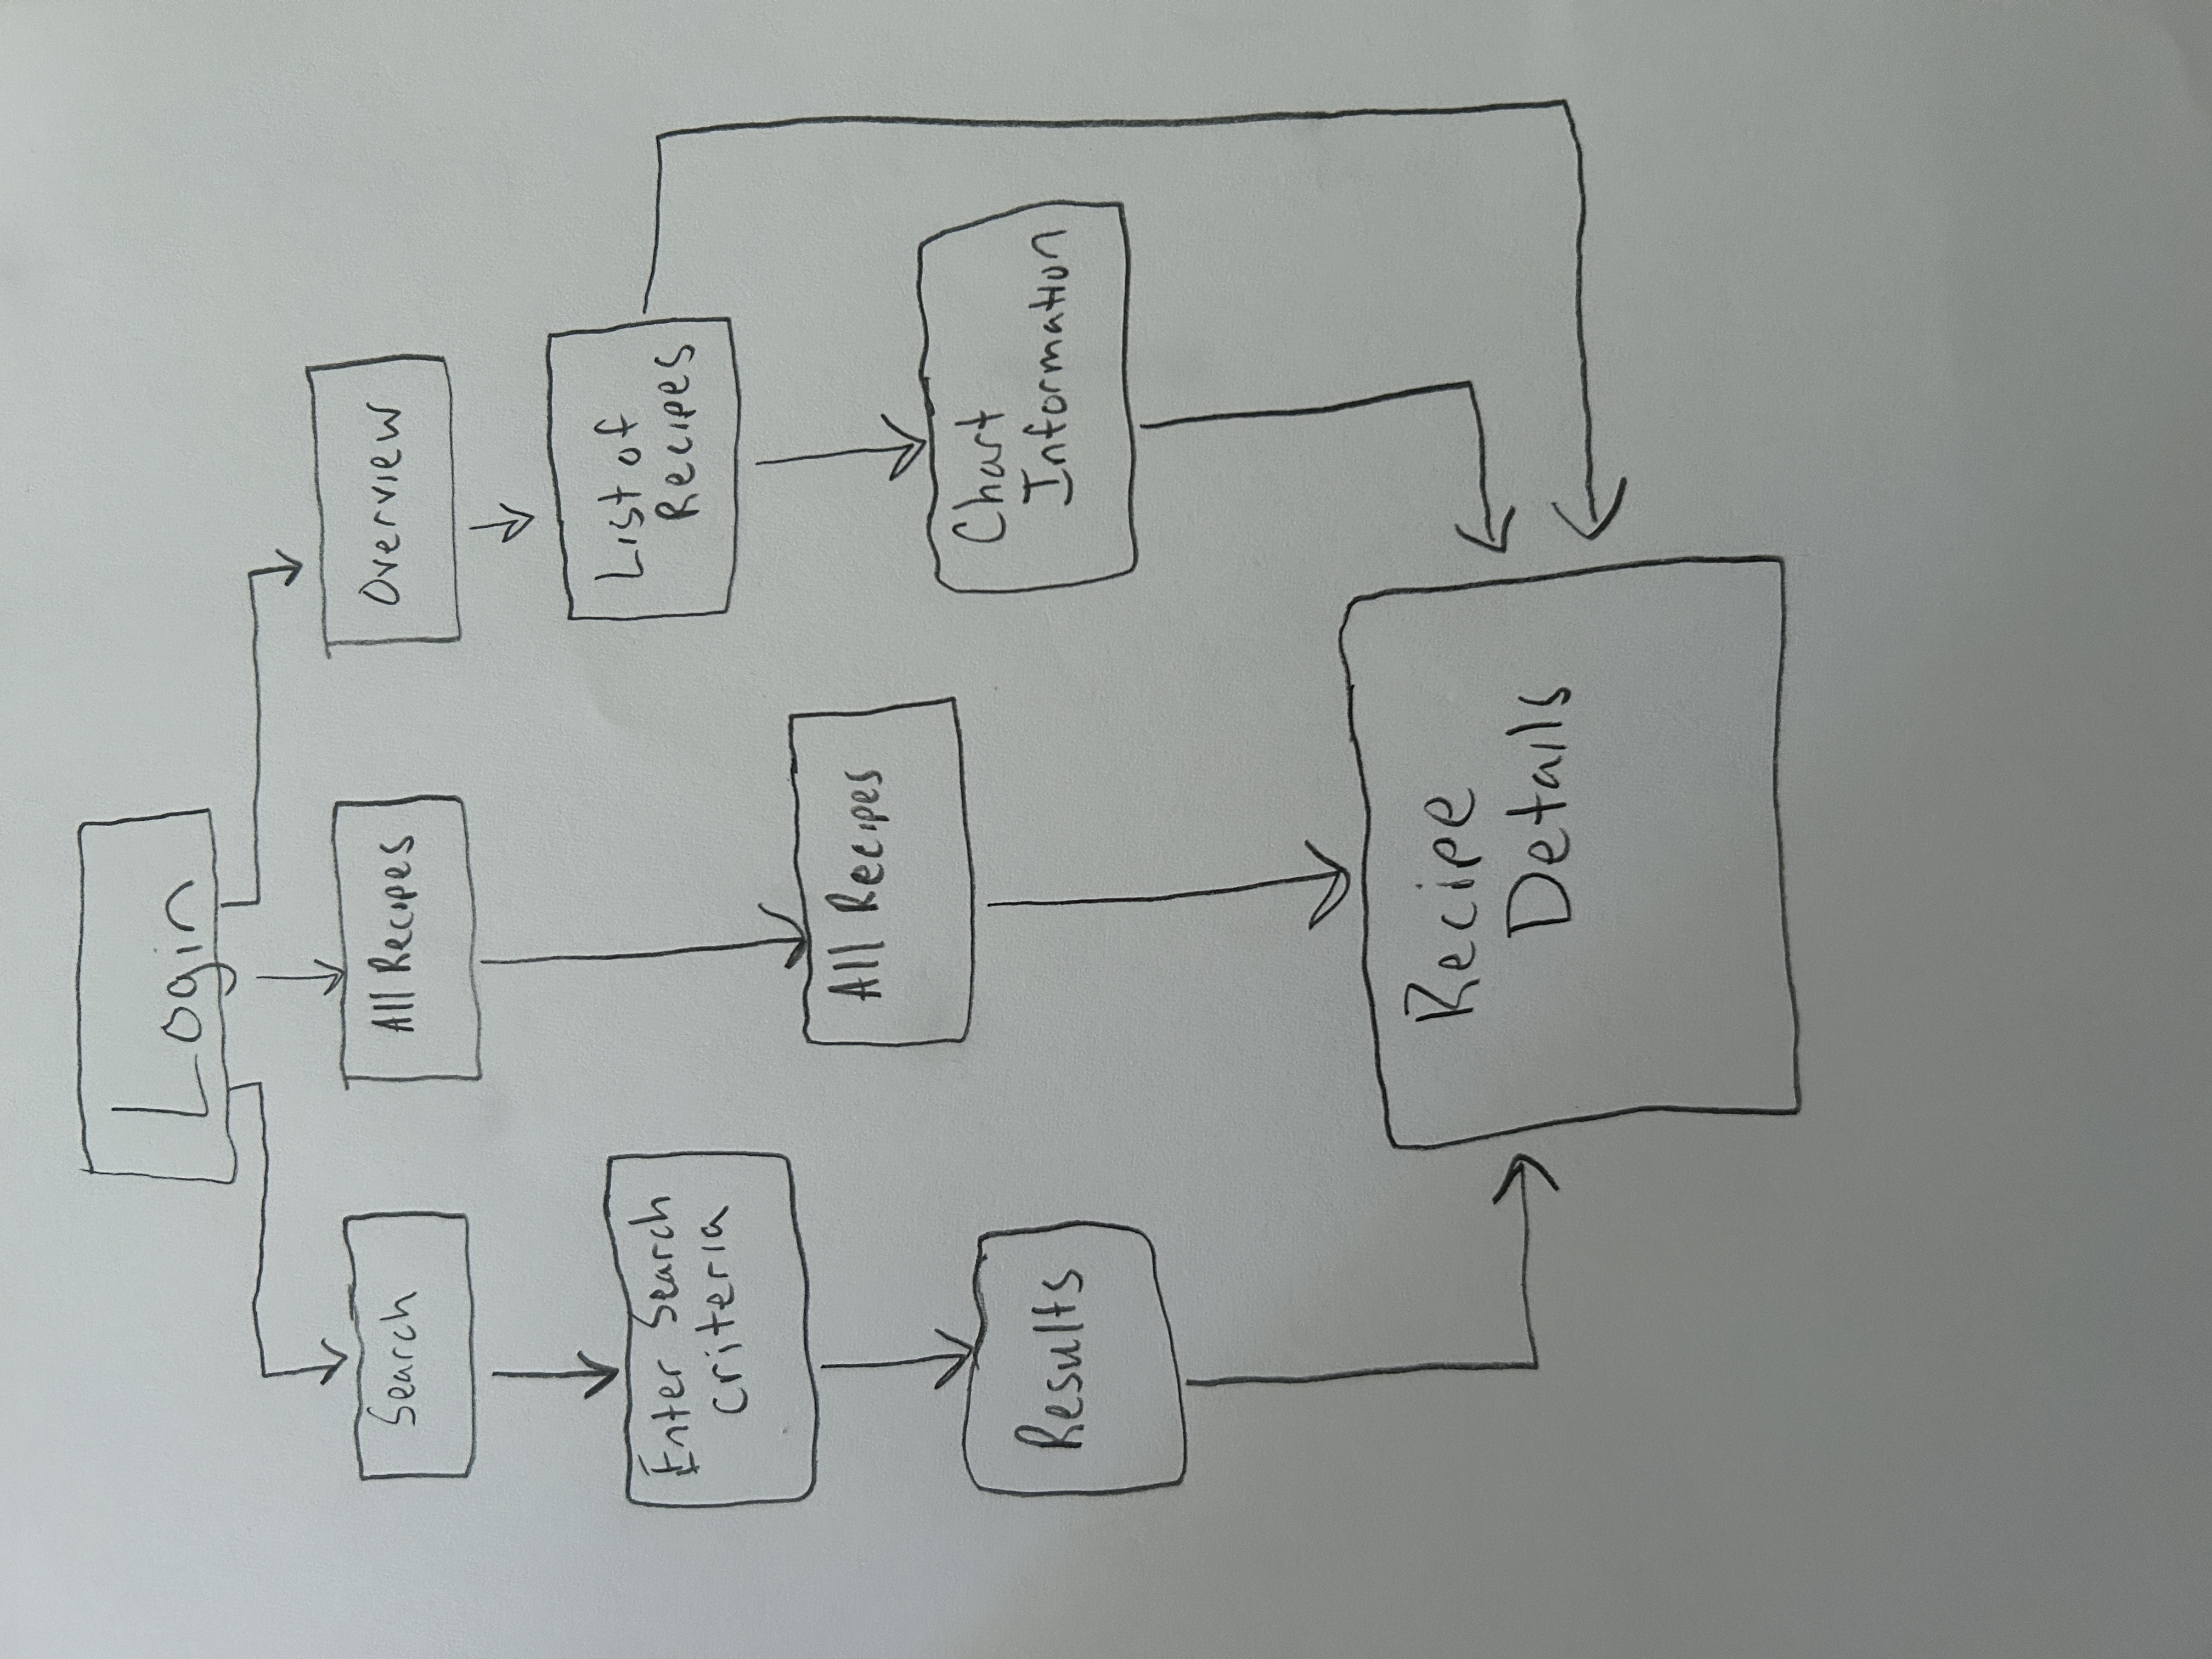 Login
Search
All Recipes
Overview
List of
Recipes
Enter Search
criteria
All Recipes
Chart
Information
Results
Recipe
Details